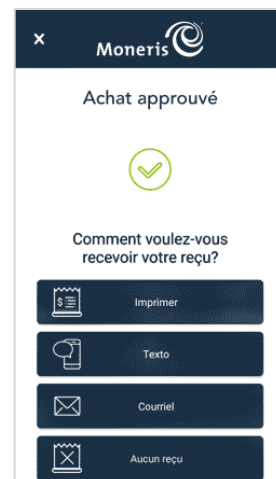 ×
Moneris
Achat approuvé
Comment voulez-vous
recevoir votre reçu?
Imprimer
Texto
Courriel
Aucun reçu